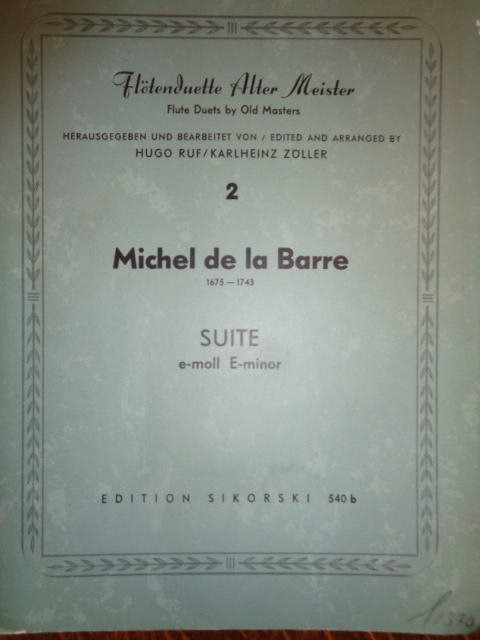 Flötenduette Alter Meister
Flute Duets by Old Masters
HERAUSGEGEBEN UND BEARBEITET VON / EDITED AND ARRANGED BY
HUGO RUF/KARLHEINZ ZÖLLER
2
Michel de la Barre
1675—1743
SUITE
e-moll E-minor
EDITION SIKORSKI 540 b